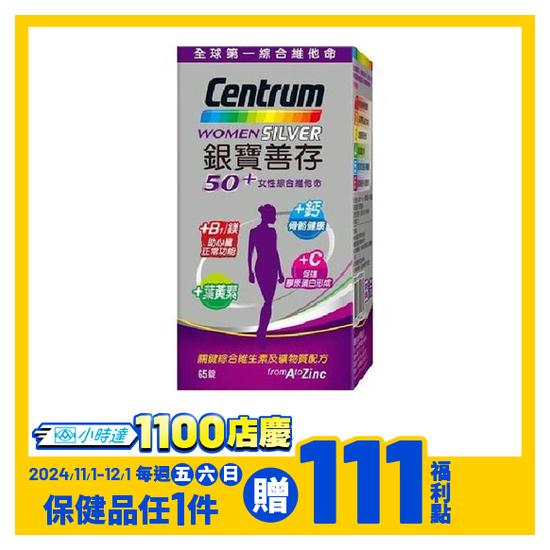 全球第一綜合維他命
Centrum
WOMEN SILVER
銀寶善存
50+女性綜合維他命
+鈣
骨骼健康
+B1/鎂
助心臟
正常功能
+C
促進
膠原蛋白形成
+葉黃素
關鍵綜合維生素及礦物質配方
from A to Zinc
65錠
小時達
1100店慶
2024/11/1-12/1 每週五六日
保健品任1件
贈111福利點